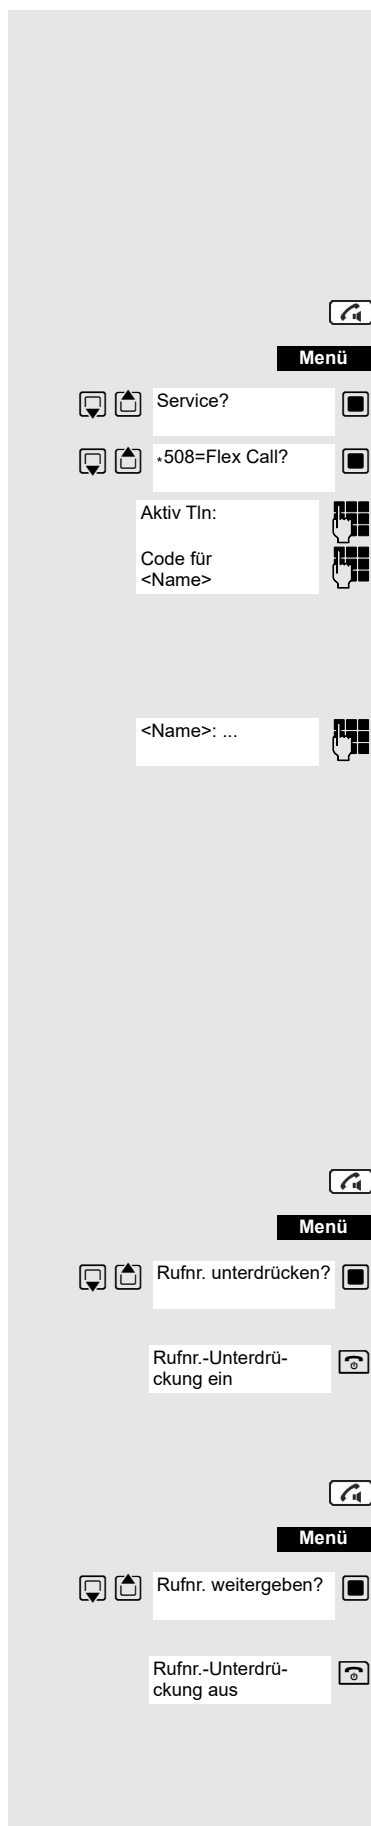 Menü
Service?
*508=Flex Call?
Aktiv Tln:
Code für
<Name>
<Name>: ...
Menü
Rufnr. unterdrücken?
Rufnr.-Unterdrü-
ckung ein
Menü
Rufnr. weitergeben?
Rufnr.-Unterdrü-
ckung aus